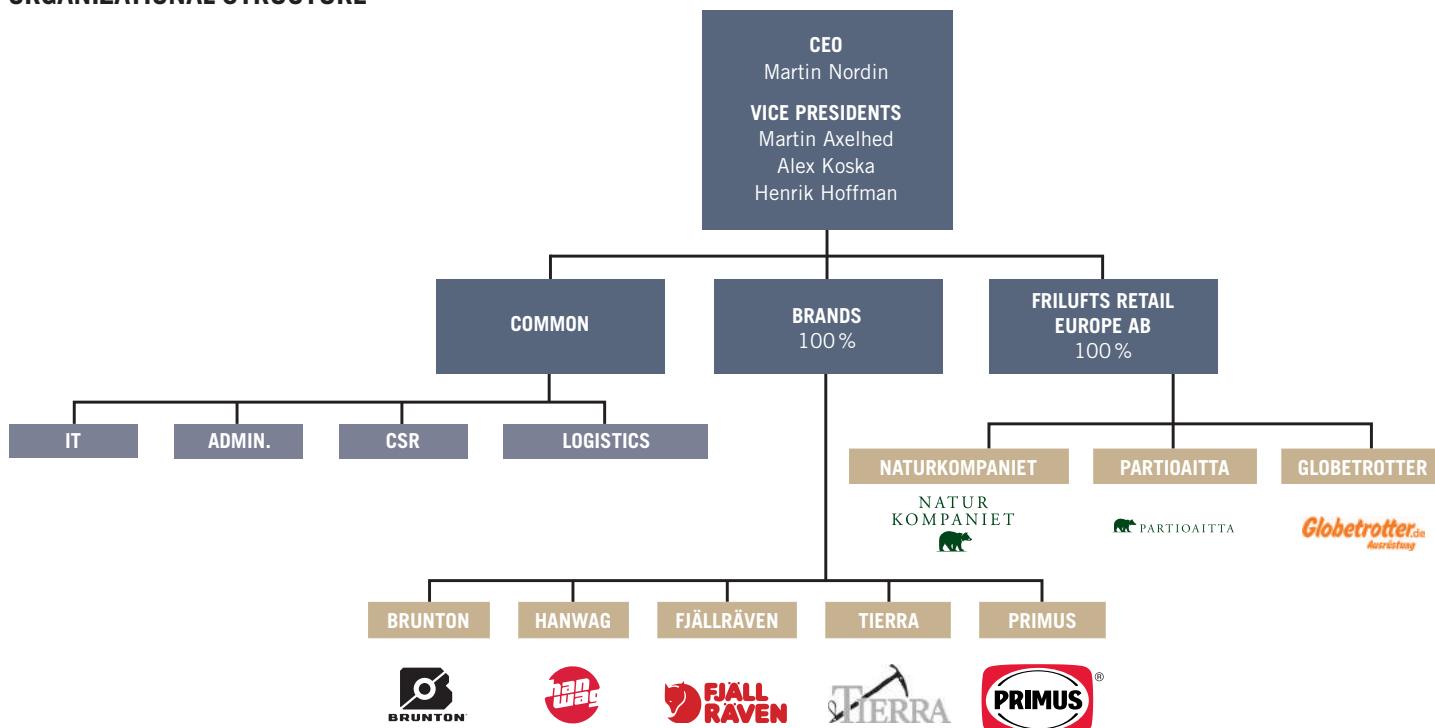 ORGANIZATIONAL STRUCTURE
CEO
Martin Nordin
VICE PRESIDENTS
Martin Axelhed
Alex Koska
Henrik Hoffman
COMMON
BRANDS
100 %
FRILUFTS RETAIL
EUROPE AB
100 %
IT
ADMIN.
CSR
LOGISTICS
NATURKOMPANIET
PARTIOAITTA
GLOBETROTTER
NATUR
KOMPANIET
PARTIOAITTA
Globetrotter.de
Ausrüstung
BRUNTON
HANWAG
FJÄLLRÄVEN
TIERRA
PRIMUS
BRUNTON
han
wag
FJÄLL
RÄVEN
TIERRA
PRIMUS®